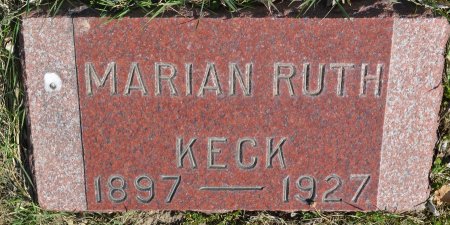 MARIAN RUTH
KECK
1897 — 1927